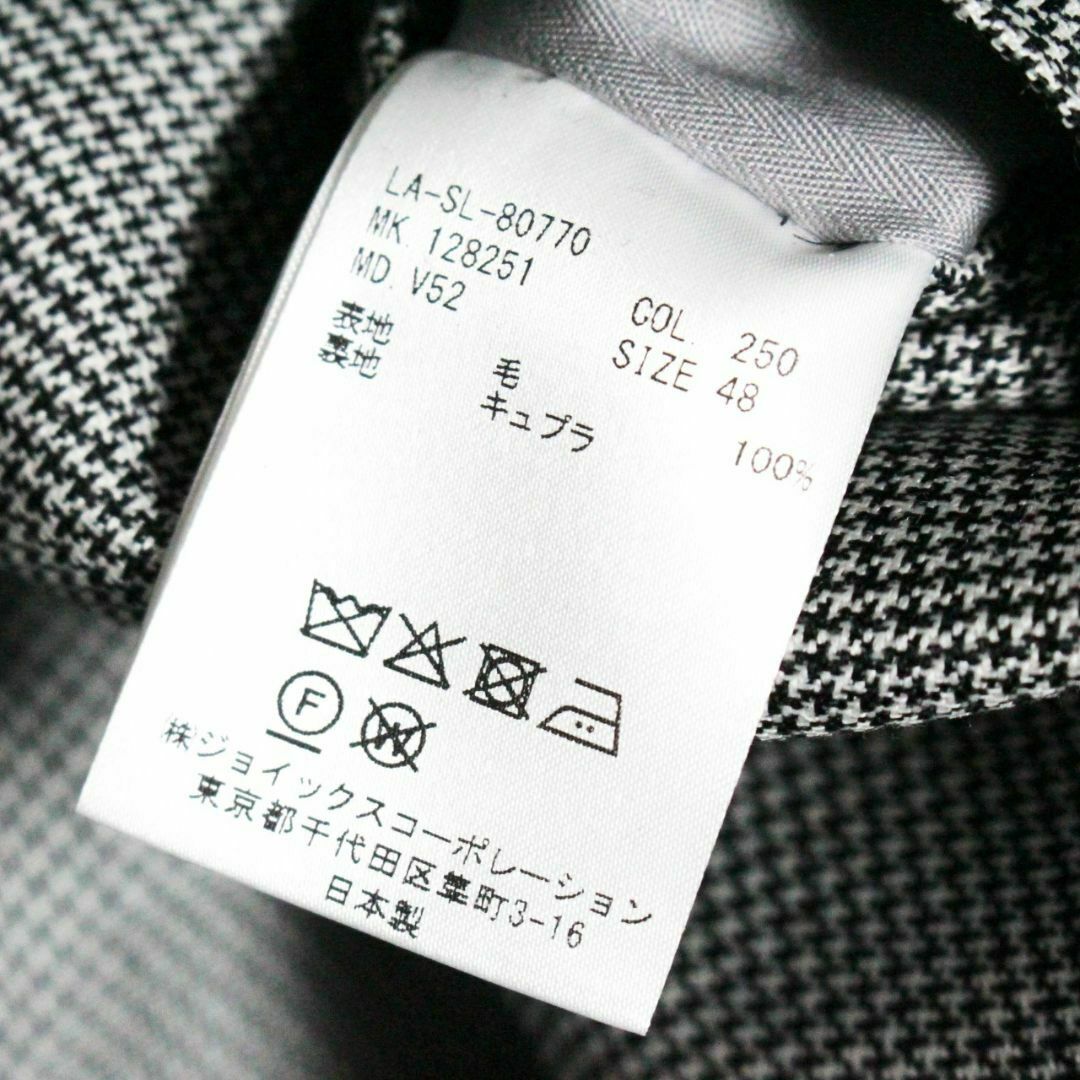 LA-SL-80770
MK. 128251
MD. V52 COL. 250
SIZE 48
表地 毛 100%
裏地 キュプラ
F
W
㈱ジョイックスコーポレーション
東京都千代田区隼町3-16
日本製